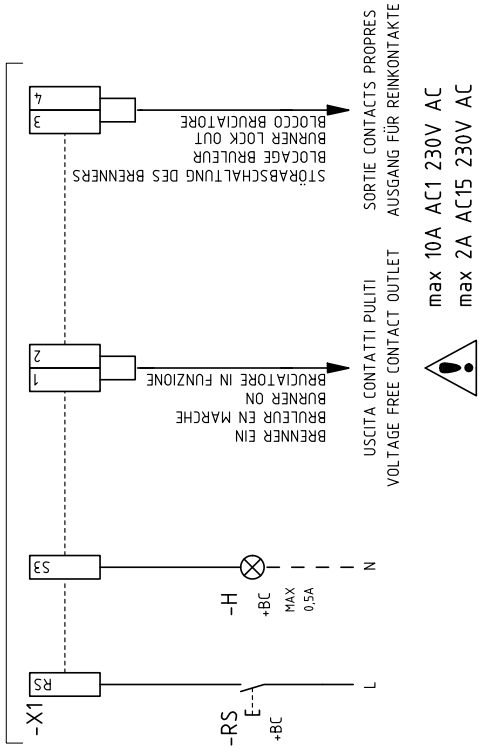 -X1
RS
S3
1 2
3 4
-RS
+BC
L
-H
+BC
MAX
0,5A
N
BRENNER EIN
BRULEUR EN MARCHE
BURNER ON
BRUCIATORE IN FUNZIONE
STÖRABSCHALTUNG DES BRENNERS
BLOCAGE BRULEUR
BURNER LOCK OUT
BLOCCO BRUCIATORE
USCITA CONTATTI PULITI
VOLTAGE FREE CONTACT OUTLET
SORTIE CONTACTS PROPRES
AUSGANG FÜR REINKONTAKTE
!
max 10A AC1 230V AC
max 2A AC15 230V AC